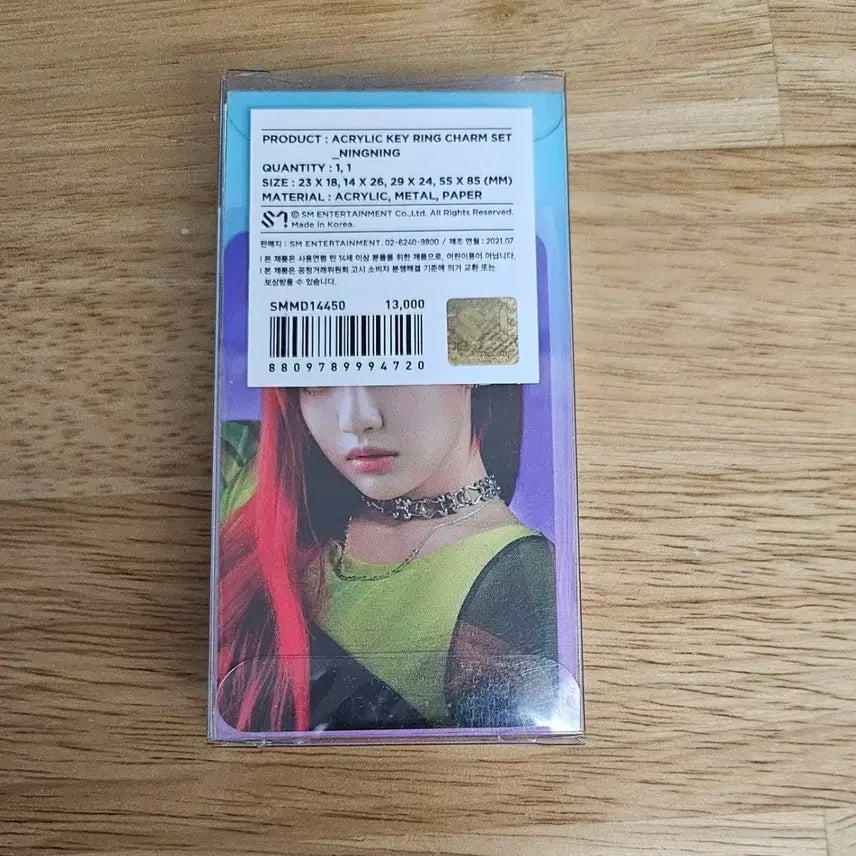 PRODUCT : ACRYLIC KEY RING CHARM SET
_NINGNING
QUANTITY : 1, 1
SIZE : 23 X 18, 14 X 26, 29 X 24, 55 X 85 (MM)
MATERIAL : ACRYLIC, METAL, PAPER
SM © SM ENTERTAINMENT Co.,Ltd. All Rights Reserved.
Made in Korea.
판매자 : SM ENTERTAINMENT. 02-6240-9800 / 제조 연월 : 2021.07
본 제품은 사용연령 만 14세 이상 분들을 위한 제품으로, 어린이용이 아닙니다.
본 제품은 공정거래위원회 고시 소비자 분쟁해결 기준에 의거 교환 또는
보상받을 수 있습니다.
SMMD14450 13,000
8809789994720